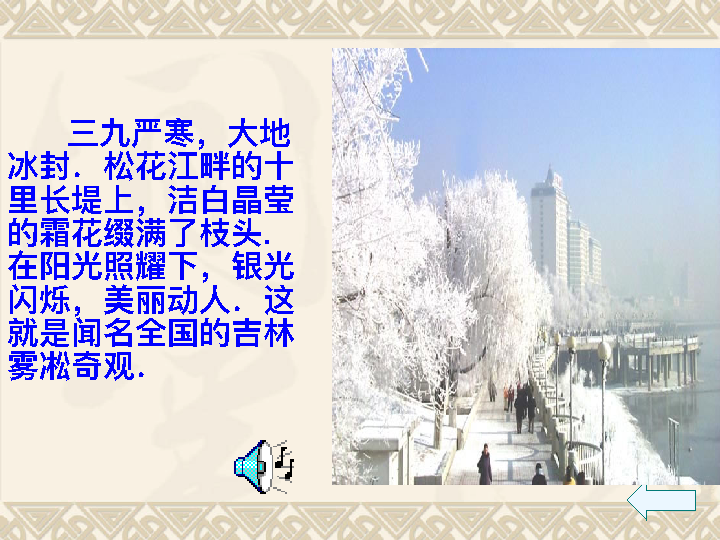 三九严寒，大地
冰封．松花江畔的十
里长堤上，洁白晶莹
的霜花缀满了枝头．
在阳光照耀下，银光
闪烁，美丽动人．这
就是闻名全国的吉林
雾凇奇观．